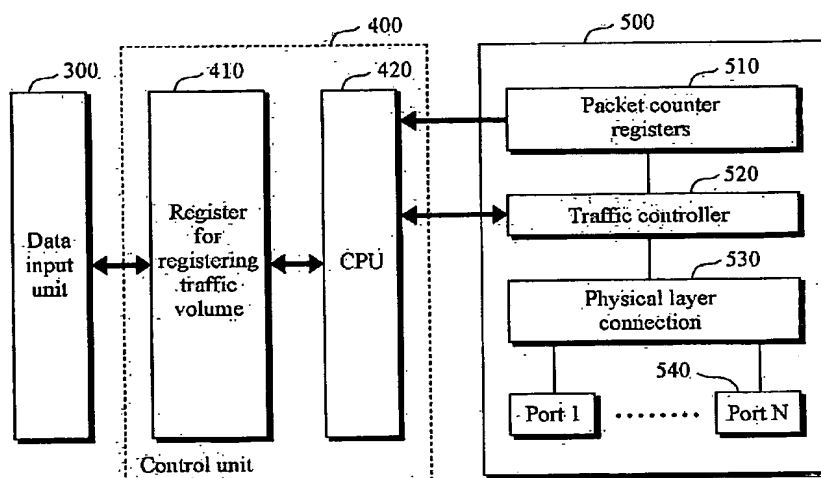 400
500
300
410
420
510
Packet counter
registers
520
Traffic controller
530
Physical layer
connection
540
Port 1
Port N
Data
input
unit
Register
for
registering
traffic
volume
CPU
Control unit